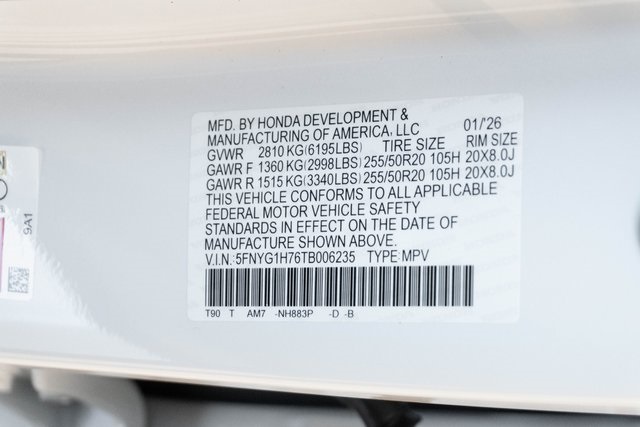 MFD. BY HONDA DEVELOPMENT &
MANUFACTURING OF AMERICA, LLC 01/'26
GVWR 2810 KG(6195LBS) TIRE SIZE RIM SIZE
GAWR F 1360 KG(2998LBS) 255/50R20 105H 20X8.0J
GAWR R 1515 KG(3340LBS) 255/50R20 105H 20X8.0J
THIS VEHICLE CONFORMS TO ALL APPLICABLE
FEDERAL MOTOR VEHICLE SAFETY
STANDARDS IN EFFECT ON THE DATE OF
MANUFACTURE SHOWN ABOVE.
V.I.N.:5FNYG1H76TB006235 TYPE:MPV
T90 T AM7 -NH883P -D -B
9A1